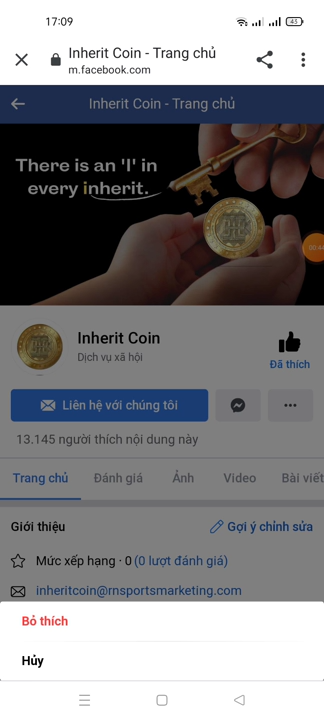 17:09
45
Inherit Coin - Trang chủ
m.facebook.com
Inherit Coin - Trang chủ
There is an 'I' in
every inherit.
00:44
Inherit Coin
Dịch vụ xã hội
Đã thích
Liên hệ với chúng tôi
13.145 người thích nội dung này
Trang chủ Đánh giá Ảnh Video Bài viết
Giới thiệu Gợi ý chỉnh sửa
Mức xếp hạng · 0 (0 lượt đánh giá)
inheritcoin@rnsportsmarketing.com
Bỏ thích
Hủy